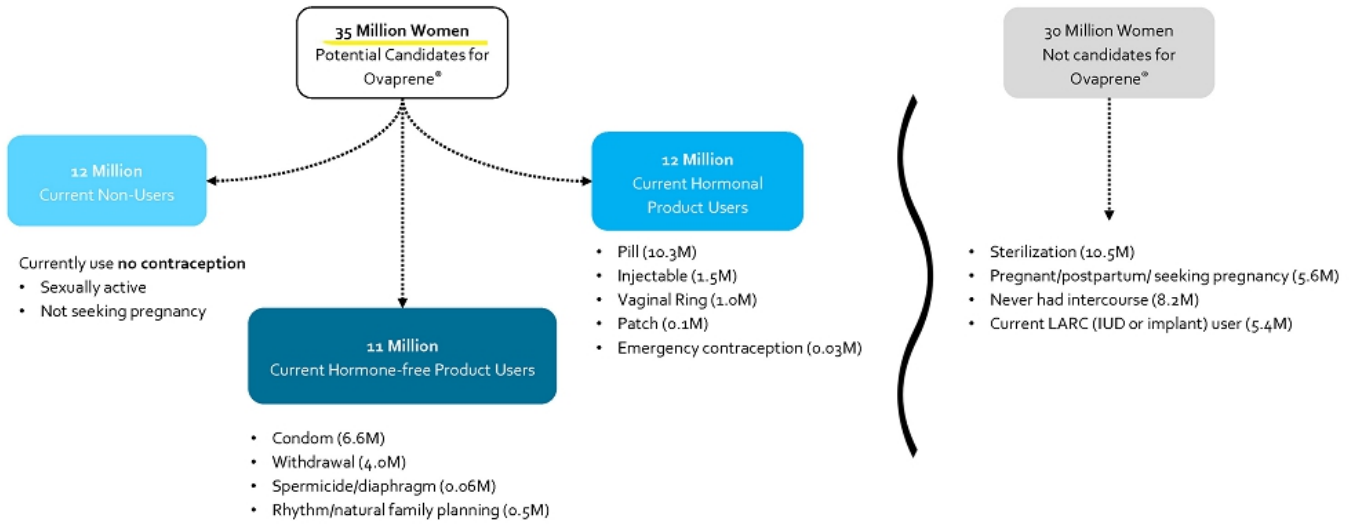 35 Million Women
Potential Candidates for
Ovaprene®
30 Million Women
Not candidates for
Ovaprene®
12 Million
Current Non-Users
12 Million
Current Hormonal
Product Users
Currently use no contraception
• Sexually active
• Not seeking pregnancy
11 Million
Current Hormone-free Product Users
• Condom (6.6M)
• Withdrawal (4.0M)
• Spermicide/diaphragm (0.06M)
• Rhythm/natural family planning (0.5M)
• Pill (10.3M)
• Injectable (1.5M)
• Vaginal Ring (1.0M)
• Patch (0.1M)
• Emergency contraception (0.03M)
• Sterilization (10.5M)
• Pregnant/postpartum/ seeking pregnancy (5.6M)
• Never had intercourse (8.2M)
• Current LARC (IUD or implant) user (5.4M)